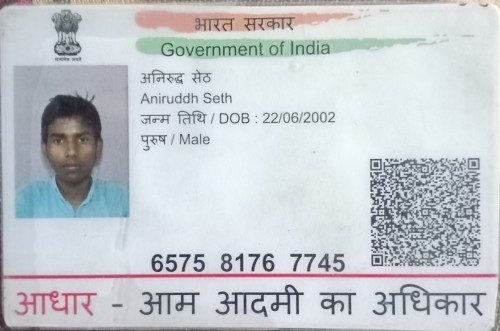 भारत सरकार
Government of India
अनिरुद्ध सेठ
Aniruddh Seth
जन्म तिथि / DOB : 22/06/2002
पुरुष / Male
6575 8176 7745
आधार - आम आदमी का अधिकार